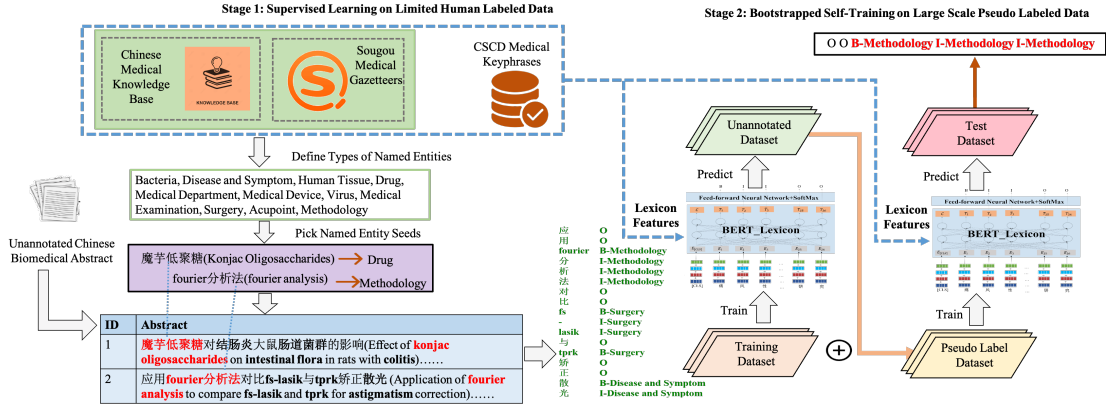 Stage 1: Supervised Learning on Limited Human Labeled Data
Chinese
Medical
Knowledge
Base
KNOWLEDGE BASE
Sougou
Medical
Gazetteers
CSCD Medical
Keyphrases
Define Types of Named Entities
Bacteria, Disease and Symptom, Human Tissue, Drug,
Medical Department, Medical Device, Virus, Medical
Examination, Surgery, Acupoint, Methodology
Unannotated Chinese
Biomedical Abstract
Pick Named Entity Seeds
魔芋低聚糖(Konjac Oligosaccharides) Drug
fourier分析法(fourier analysis) Methodology
ID Abstract
1 魔芋低聚糖对结肠炎大鼠肠道菌群的影响(Effect of konjac
oligosaccharides on intestinal flora in rats with colitis)……
2 应用fourier分析法对比fs-lasik与tprk矫正散光 (Application of fourier
analysis to compare fs-lasik and tprk for astigmatism correction)……
应 O
用 O
fourier B-Methodology
分 I-Methodology
析 I-Methodology
法 I-Methodology
对 O
比 O
fs B-Surgery
- I-Surgery
lasik I-Surgery
与 O
tprk B-Surgery
矫 O
正 O
散 B-Disease and Symptom
光 I-Disease and Symptom
Stage 2: Bootstrapped Self-Training on Large Scale Pseudo Labeled Data
O O B-Methodology I-Methodology I-Methodology
Unannotated
Dataset
Predict
Feed-forward Neural Network+SoftMax
Lexicon
Features
BERT_Lexicon
Train
Training
Dataset
Test
Dataset
Predict
Feed-forward Neural Network+SoftMax
Lexicon
Features
BERT_Lexicon
Train
Pseudo Label
Dataset